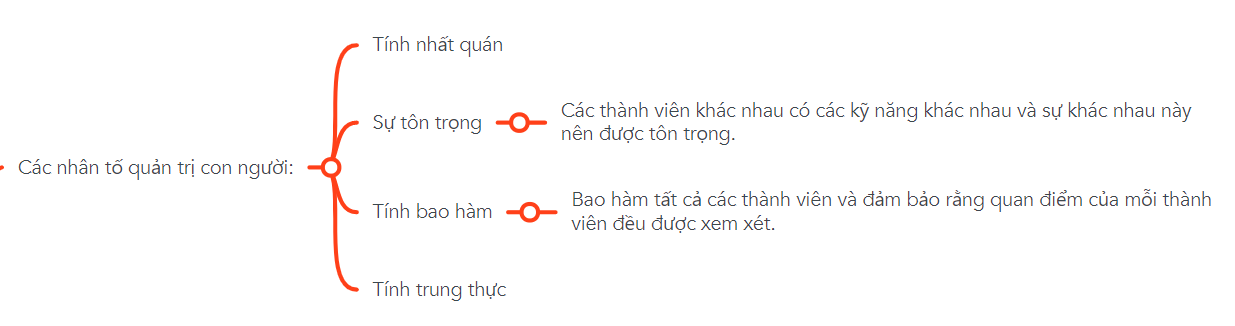 Tính nhất quán
Các thành viên khác nhau có các kỹ năng khác nhau và sự khác nhau này
Sự tôn trọng
nên được tôn trọng.
Các nhân tố quản trị con người:
Bao hàm tất cả các thành viên và đảm bảo rằng quan điểm của mỗi thành
Tính bao hàm
viên đều được xem xét.
Tính trung thực